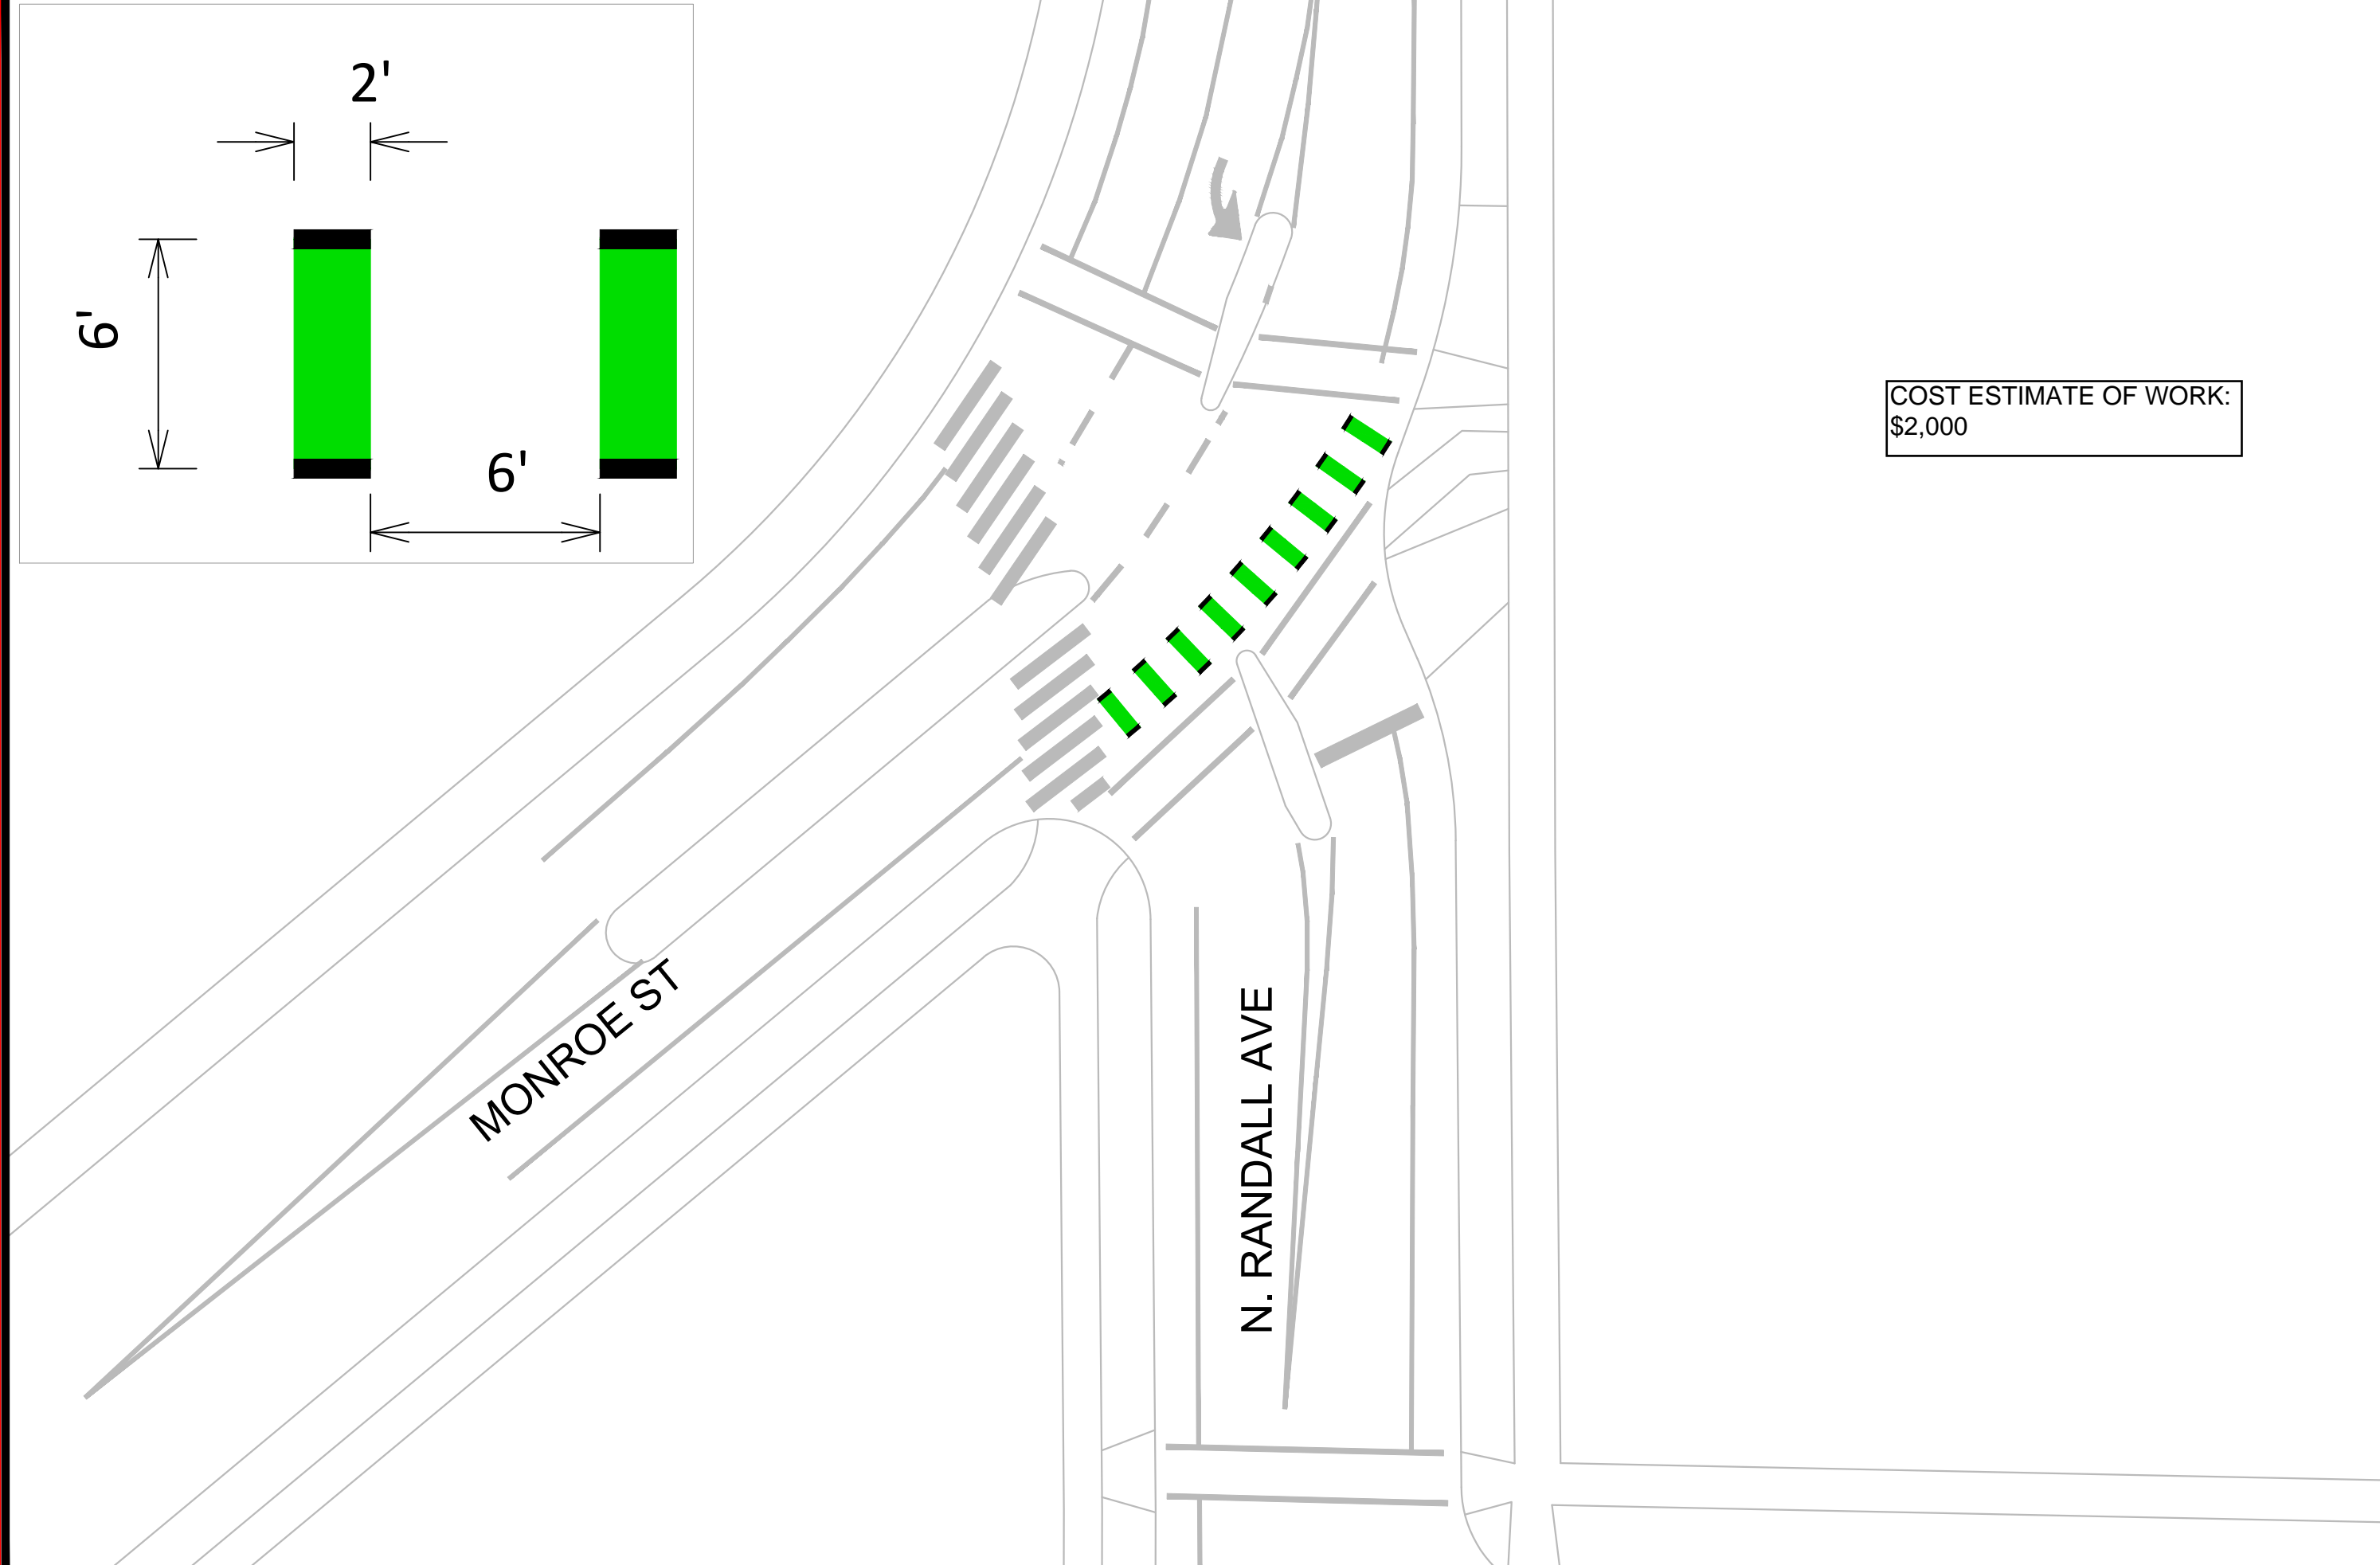 2'
6'
6'
COST ESTIMATE OF WORK:
$2,000
MONROE ST
N. RANDALL AVE